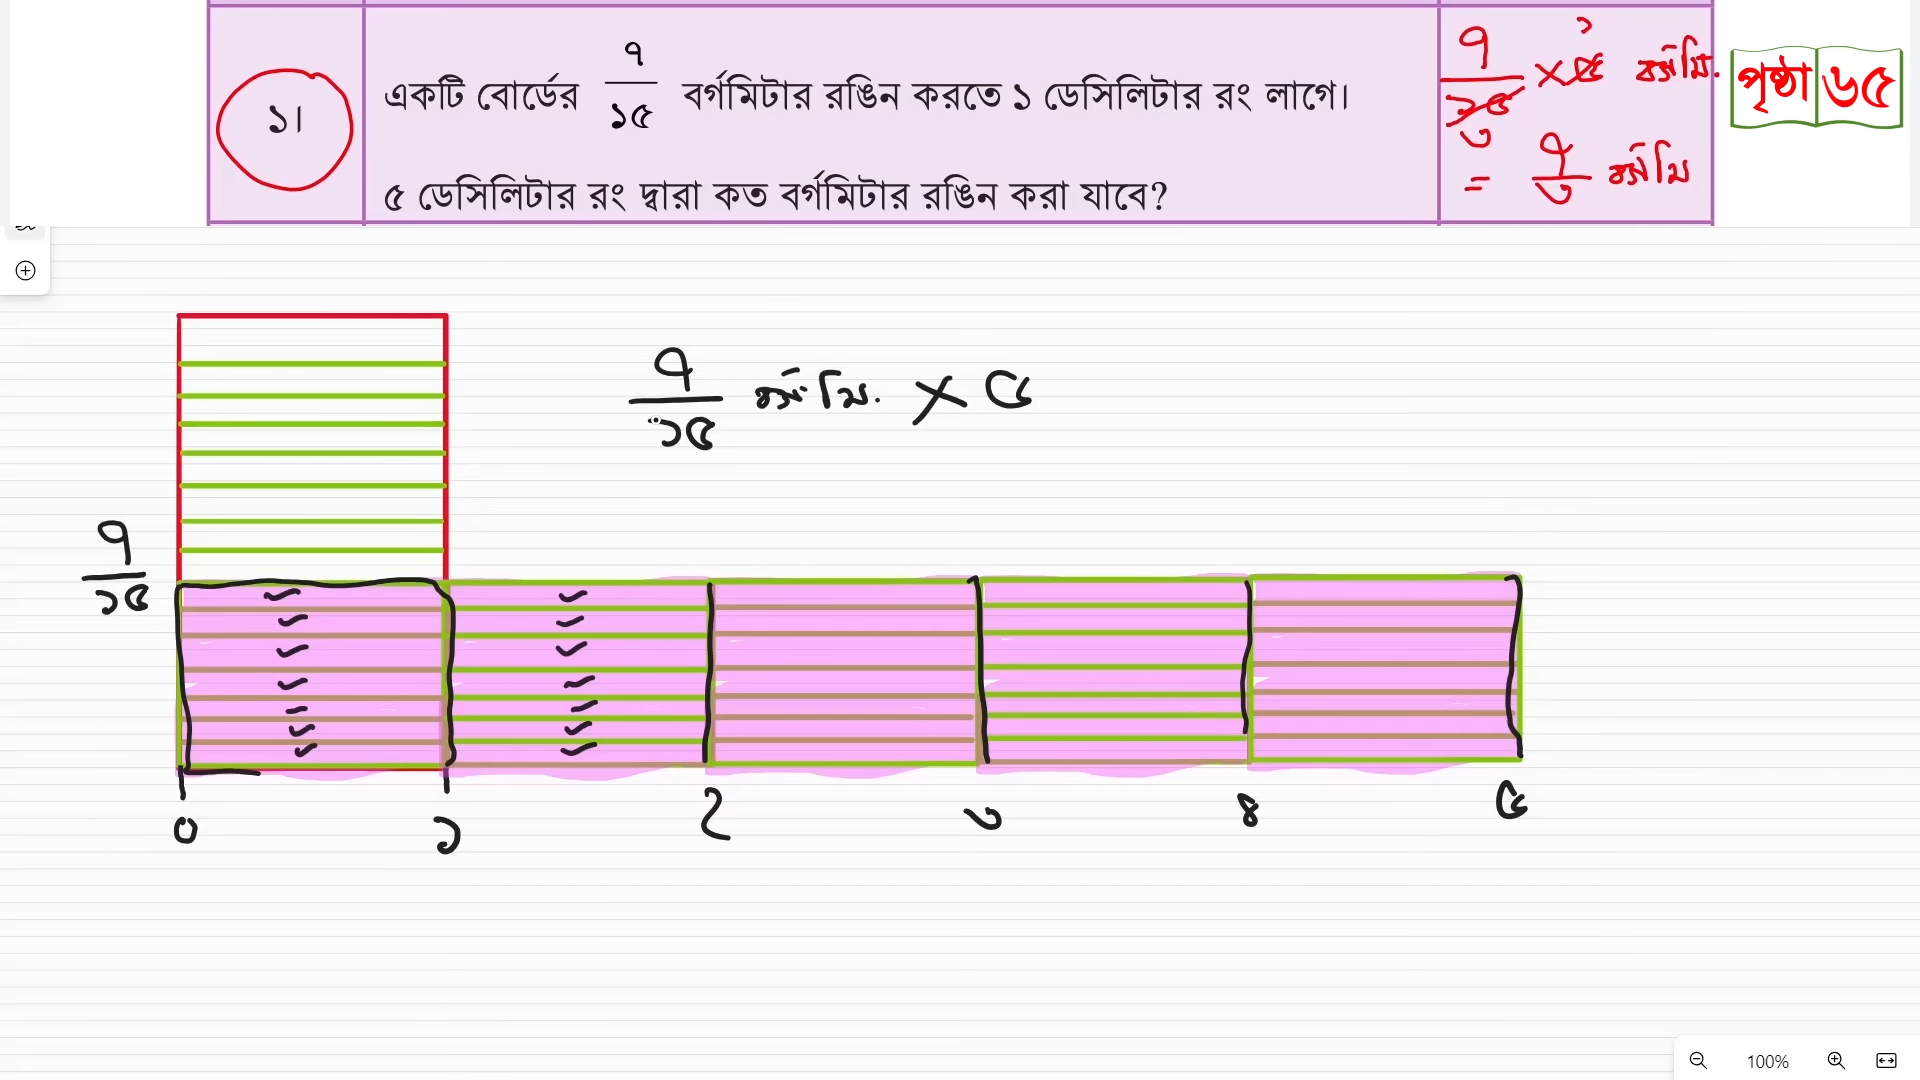 ১।
একটি বোর্ডের ৭/১৫ বর্গমিটার রঙিন করতে ১ ডেসিলিটার রং লাগে।
৫ ডেসিলিটার রং দ্বারা কত বর্গমিটার রঙিন করা যাবে?
৭/১৫ × ৫ বর্গমি.
১
৩
= ৭/৩ বর্গমি
পৃষ্ঠা ৬৫
৭/১৫ বর্গমি. × ৫
৭/১৫
০ ১ ২ ৩ ৪ ৫
100%